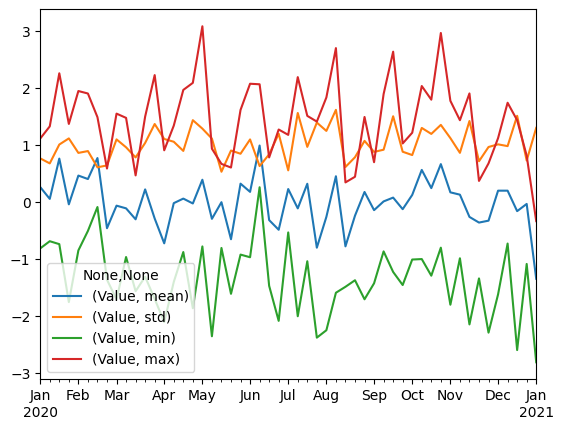 3
2
1
0
−1
−2
−3
None,None
(Value, mean)
(Value, std)
(Value, min)
(Value, max)
Jan Feb Mar Apr May Jun Jul Aug Sep Oct Nov Dec Jan
2020 2021